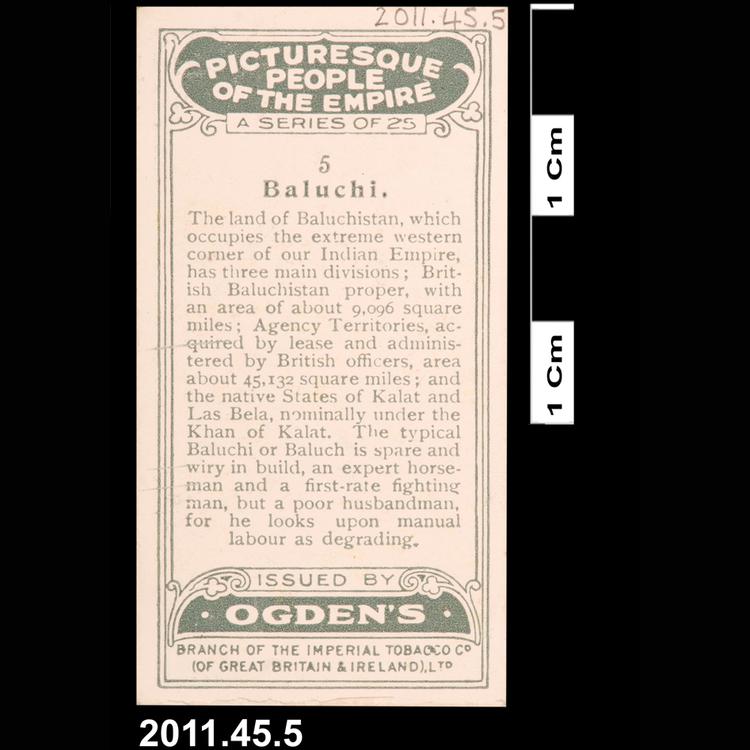 2011.45.5
PICTURESQUE
PEOPLE
OF THE EMPIRE
A SERIES OF 25
5
Baluchi.
The land of Baluchistan, which
occupies the extreme western
corner of our Indian Empire,
has three main divisions; Brit-
ish Baluchistan proper, with
an area of about 9,096 square
miles; Agency Territories, ac-
quired by lease and adminis-
tered by British officers, area
about 45,132 square miles; and
the native States of Kalat and
Las Bela, nominally under the
Khan of Kalat. The typical
Baluchi or Baluch is spare and
wiry in build, an expert horse-
man and a first-rate fighting
man, but a poor husbandman,
for he looks upon manual
labour as degrading.
ISSUED BY
· OGDEN'S ·
BRANCH OF THE IMPERIAL TOBACCO Co
(OF GREAT BRITAIN & IRELAND), LTD
1 Cm
1 Cm
2011.45.5